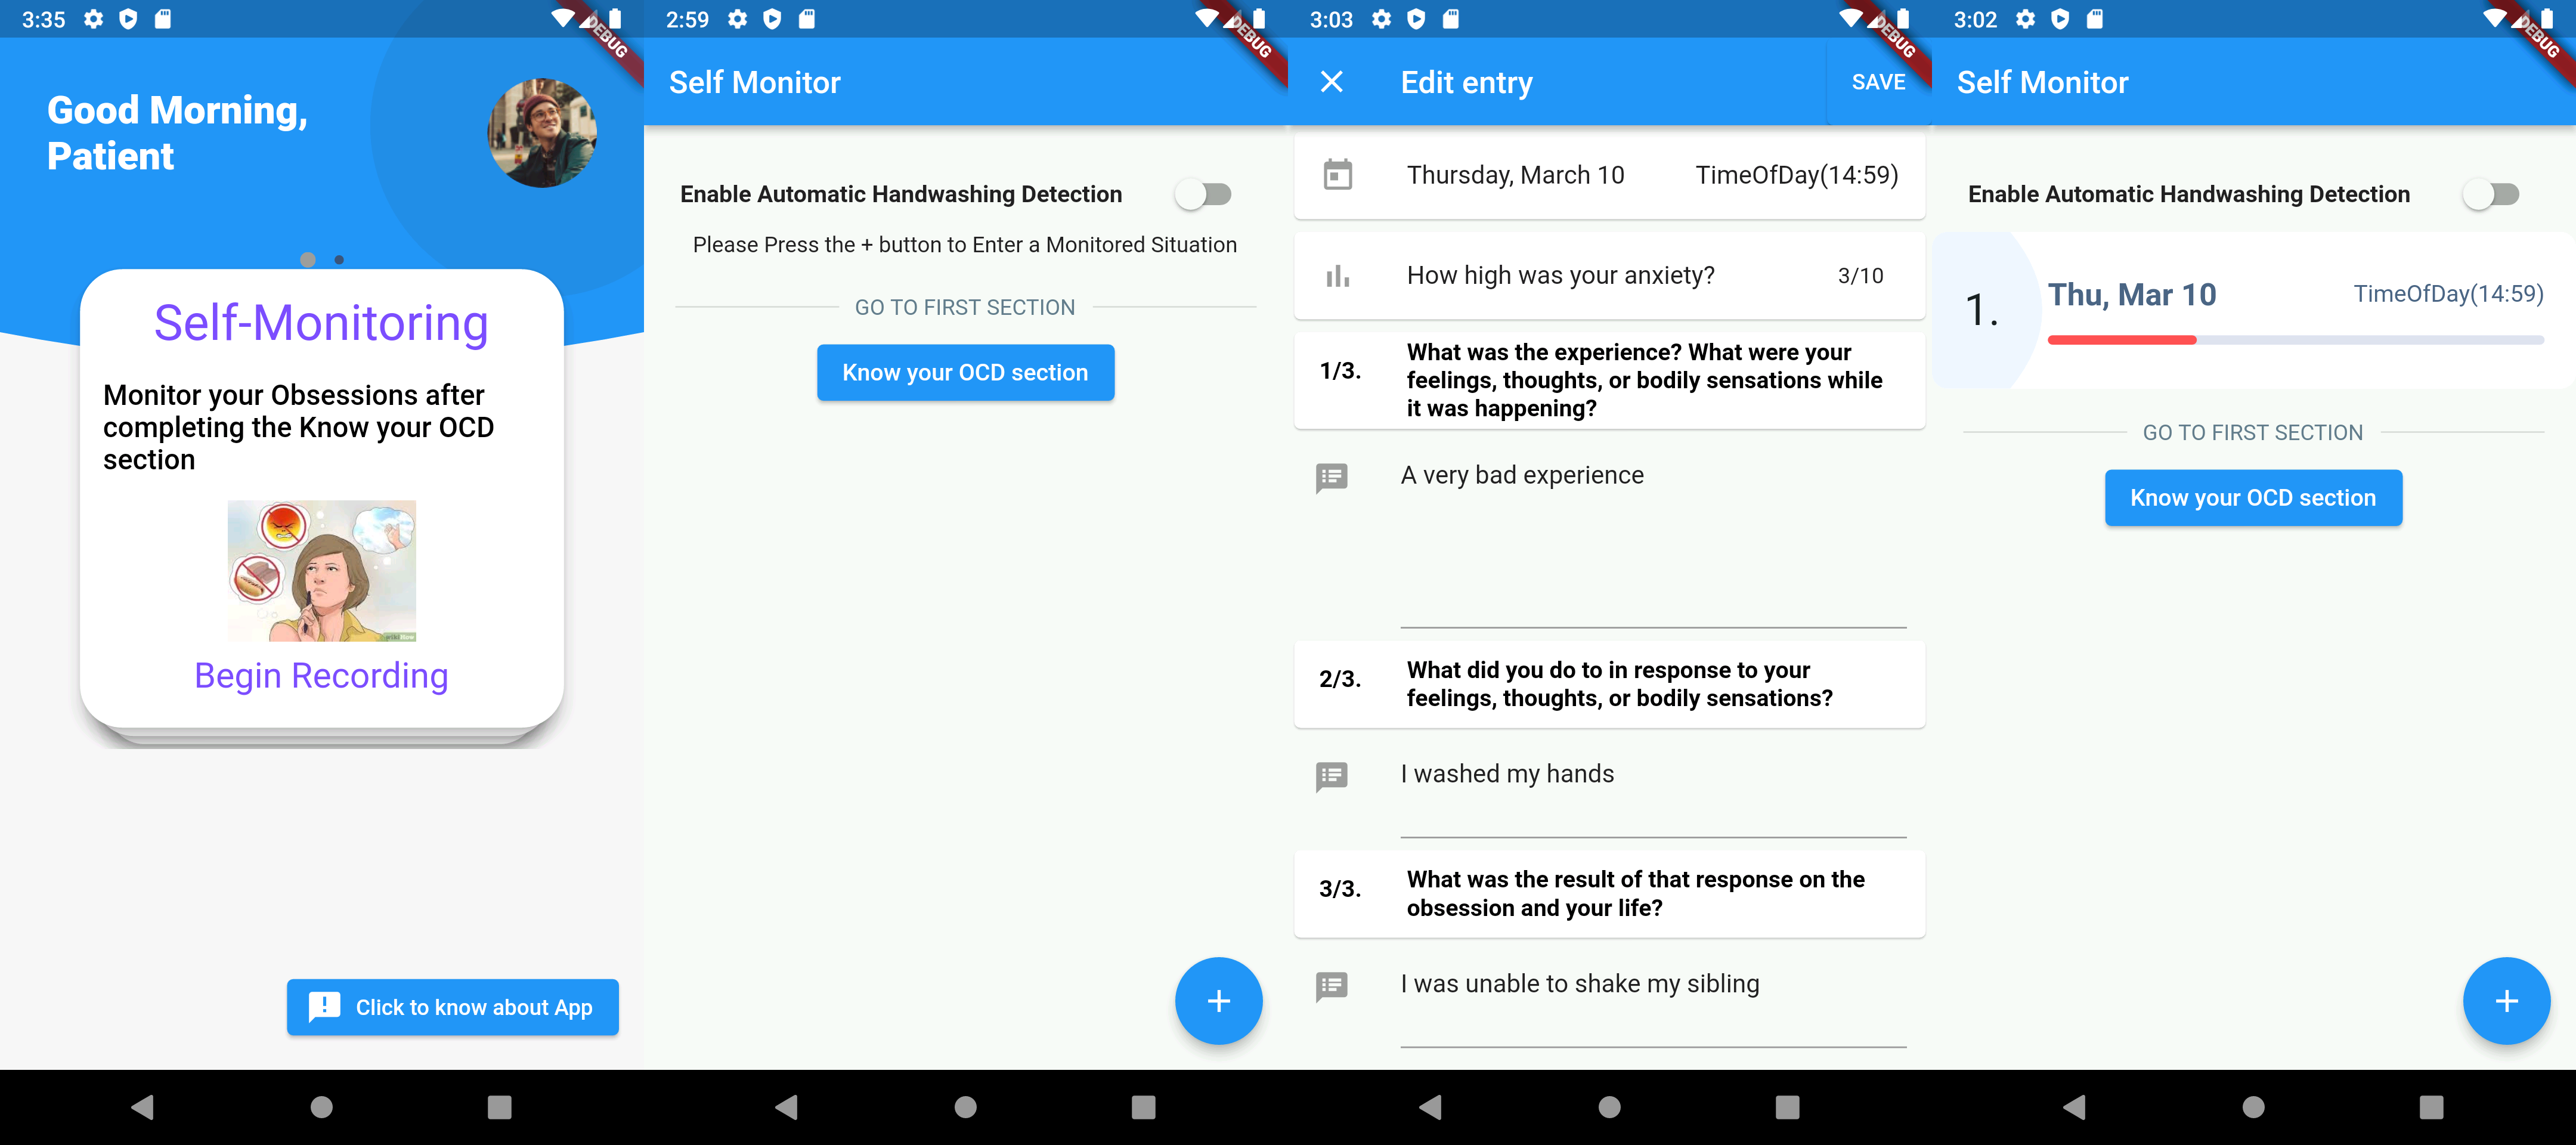 3:35
DEBUG
Good Morning,
Patient
Self-Monitoring
Monitor your Obsessions after
completing the Know your OCD
section
wikiHow
Begin Recording
Click to know about App
2:59
DEBUG
Self Monitor
Enable Automatic Handwashing Detection
Please Press the + button to Enter a Monitored Situation
GO TO FIRST SECTION
Know your OCD section
+
3:03
DEBUG
Edit entry
SAVE
Thursday, March 10 TimeOfDay(14:59)
How high was your anxiety? 3/10
1/3. What was the experience? What were your
feelings, thoughts, or bodily sensations while
it was happening?
A very bad experience
2/3. What did you do to in response to your
feelings, thoughts, or bodily sensations?
I washed my hands
3/3. What was the result of that response on the
obsession and your life?
I was unable to shake my sibling
3:02
DEBUG
Self Monitor
Enable Automatic Handwashing Detection
1. Thu, Mar 10 TimeOfDay(14:59)
GO TO FIRST SECTION
Know your OCD section
+